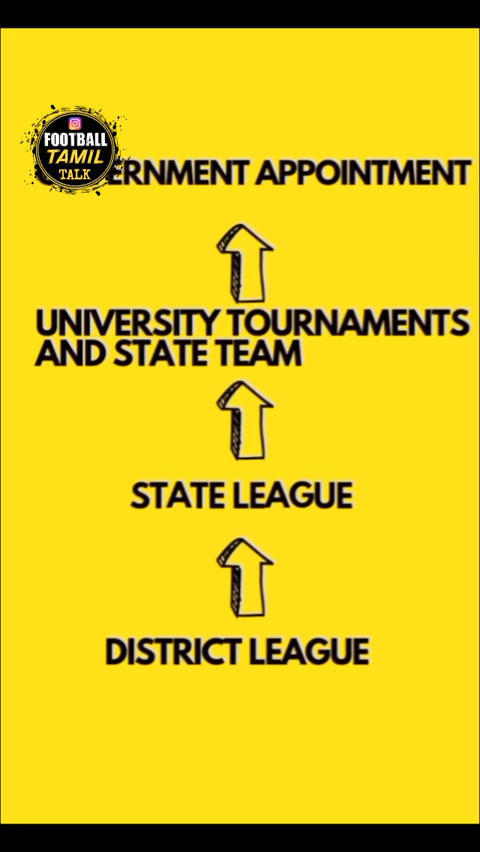 FOOTBALL
TAMIL
TALK
ERNMENT APPOINTMENT
UNIVERSITY TOURNAMENTS
AND STATE TEAM
STATE LEAGUE
DISTRICT LEAGUE